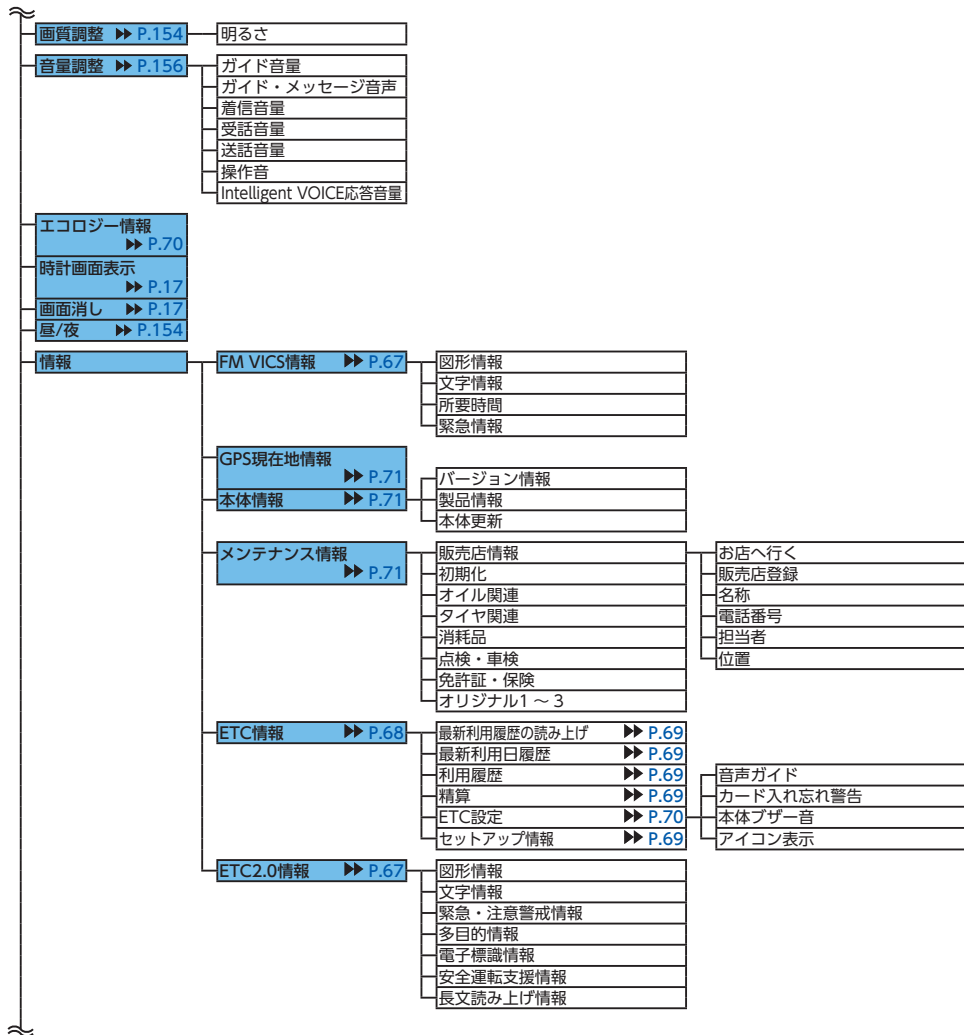 画質調整 ▶▶ P.154 明るさ
音量調整 ▶▶ P.156 ガイド音量
ガイド・メッセージ音声
着信音量
受話音量
送話音量
操作音
Intelligent VOICE応答音量
エコロジー情報
▶▶ P.70
時計画面表示
▶▶ P.17
画面消し ▶▶ P.17
昼/夜 ▶▶ P.154
情報 FM VICS情報 ▶▶ P.67 図形情報
文字情報
所要時間
緊急情報
GPS現在地情報
▶▶ P.71
バージョン情報
本体情報 ▶▶ P.71 製品情報
本体更新
メンテナンス情報
▶▶ P.71
販売店情報
初期化
オイル関連
タイヤ関連
消耗品
点検・車検
免許証・保険
オリジナル1 ~ 3
お店へ行く
販売店登録
名称
電話番号
担当者
位置
ETC情報 ▶▶ P.68 最新利用履歴の読み上げ ▶▶ P.69
最新利用日履歴 ▶▶ P.69
利用履歴 ▶▶ P.69
精算 ▶▶ P.69
ETC設定 ▶▶ P.70
セットアップ情報 ▶▶ P.69
音声ガイド
カード入れ忘れ警告
本体ブザー音
アイコン表示
ETC2.0情報 ▶▶ P.67 図形情報
文字情報
緊急・注意警戒情報
多目的情報
電子標識情報
安全運転支援情報
長文読み上げ情報